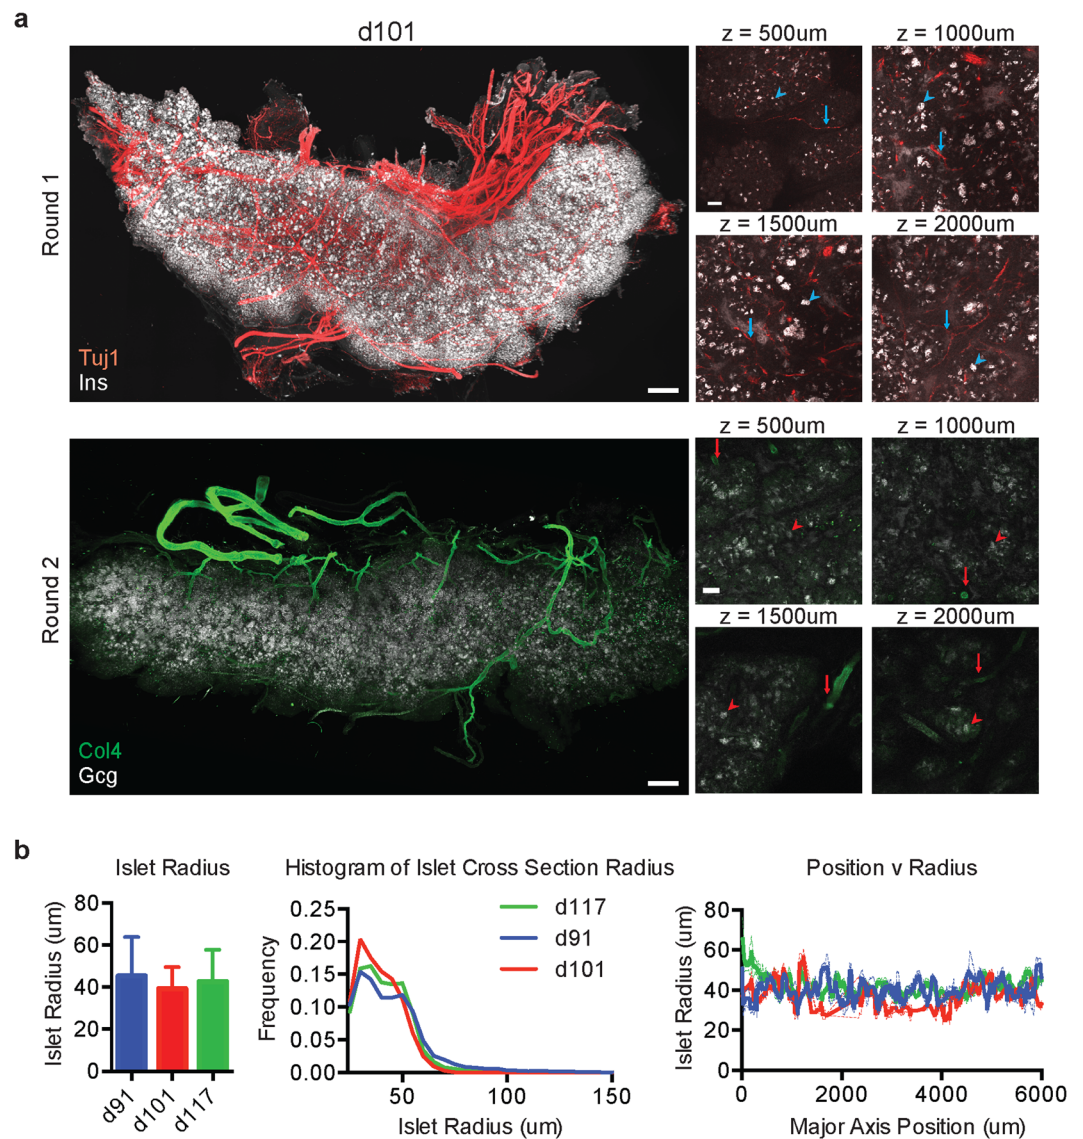 a
d101
z = 500um
z = 1000um
Round 1
z = 1500um
z = 2000um
Tuj1
Ins
z = 500um
z = 1000um
Round 2
z = 1500um
z = 2000um
Col4
Gcg
b
Islet Radius
Histogram of Islet Cross Section Radius
Position v Radius
Islet Radius (um)
80
60
40
20
0
d91
d101
d117
Frequency
0.25
0.20
0.15
0.10
0.05
0.00
d117
d91
d101
50
100
150
Islet Radius (um)
Islet Radius (um)
80
60
40
20
0
0
2000
4000
6000
Major Axis Position (um)